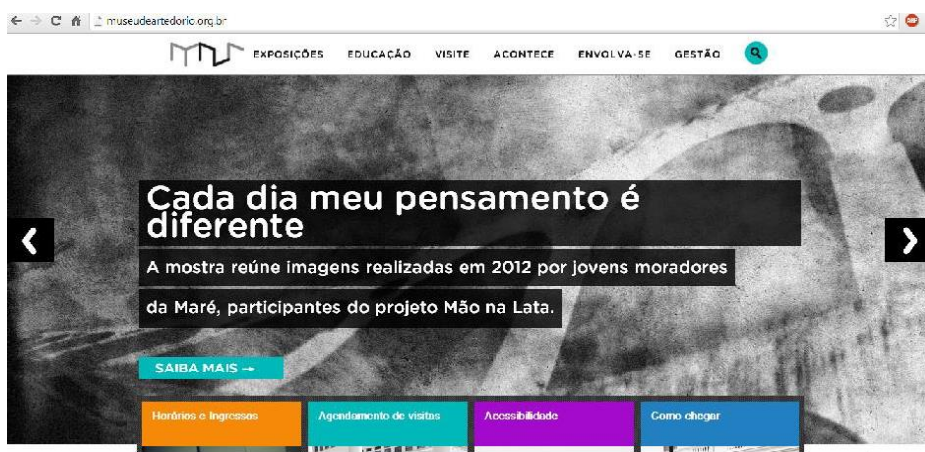 museudeartedorio.org.br
EXPOSIÇÕES EDUCAÇÃO VISITE ACONTECE ENVOLVA-SE GESTÃO
Cada dia meu pensamento é
diferente
A mostra reúne imagens realizadas em 2012 por jovens moradores
da Maré, participantes do projeto Mão na Lata.
SAIBA MAIS →
Horários e Ingressos Agendamento de visitas Acessibilidade Como chegar